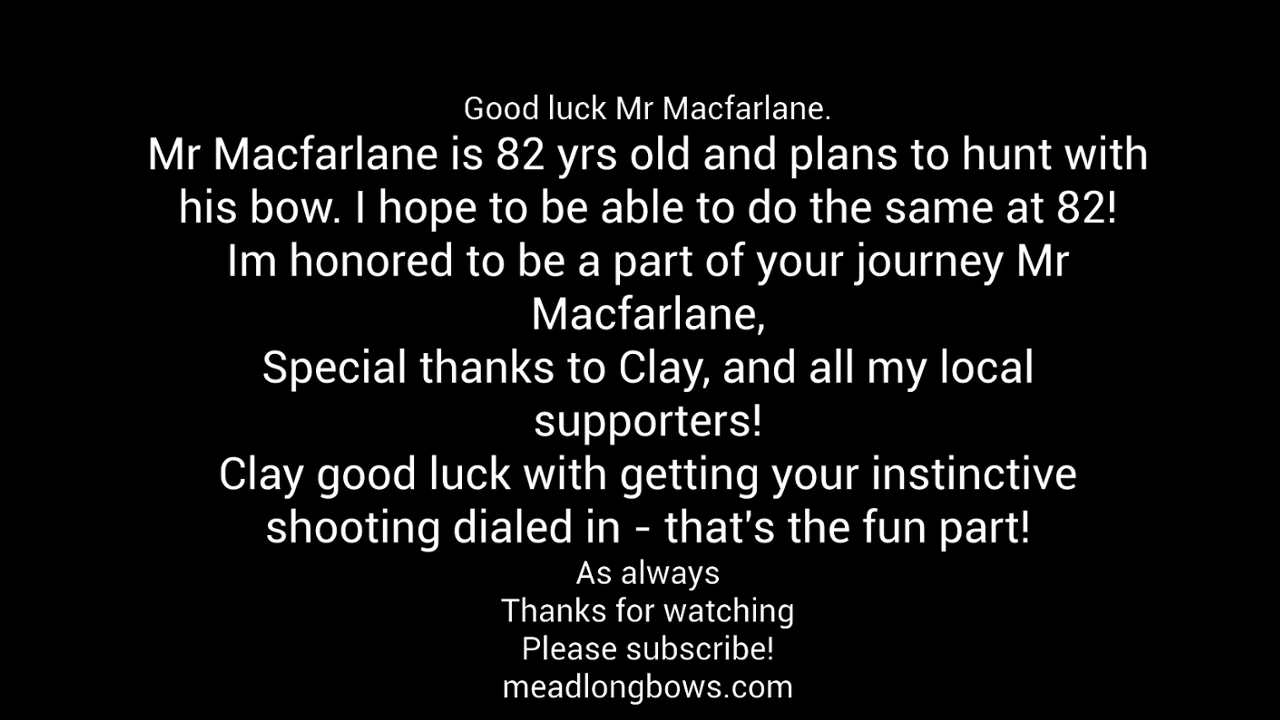 Good luck Mr Macfarlane.
Mr Macfarlane is 82 yrs old and plans to hunt with
his bow. I hope to be able to do the same at 82!
Im honored to be a part of your journey Mr
Macfarlane,
Special thanks to Clay, and all my local
supporters!
Clay good luck with getting your instinctive
shooting dialed in - that's the fun part!
As always
Thanks for watching
Please subscribe!
meadlongbows.com